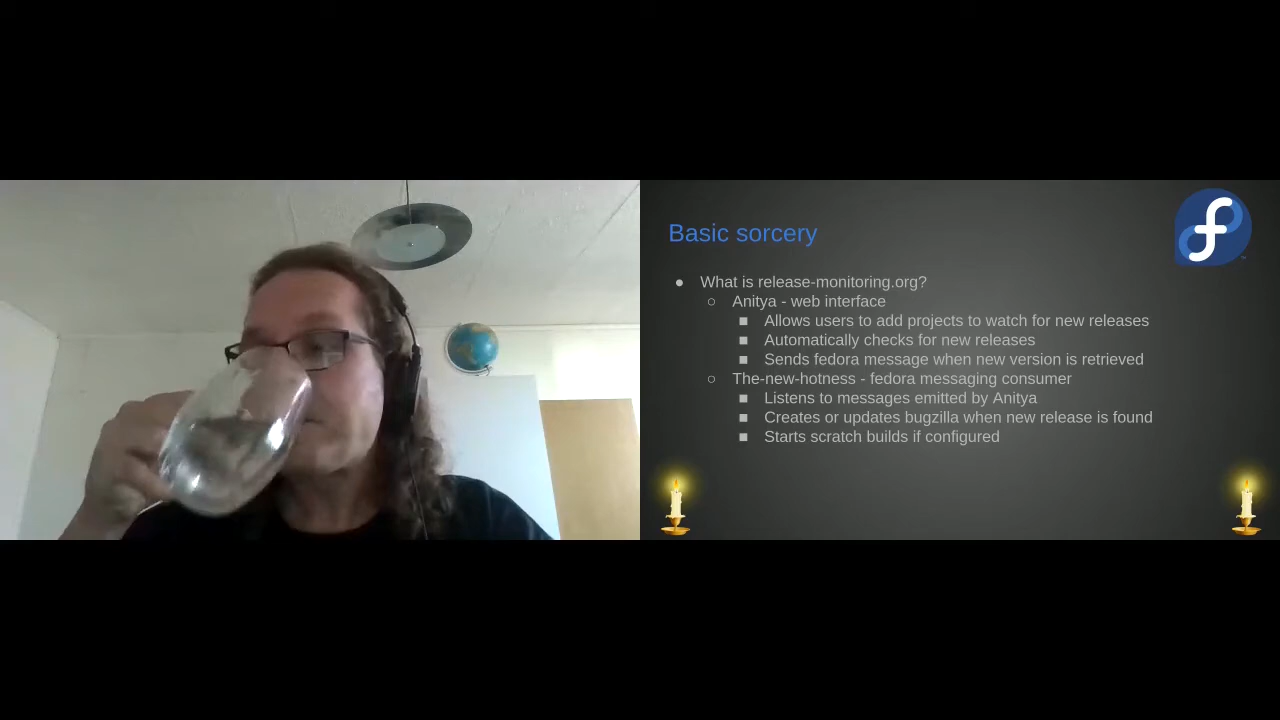 Basic sorcery
● What is release-monitoring.org?
○ Anitya - web interface
■ Allows users to add projects to watch for new releases
■ Automatically checks for new releases
■ Sends fedora message when new version is retrieved
○ The-new-hotness - fedora messaging consumer
■ Listens to messages emitted by Anitya
■ Creates or updates bugzilla when new release is found
■ Starts scratch builds if configured